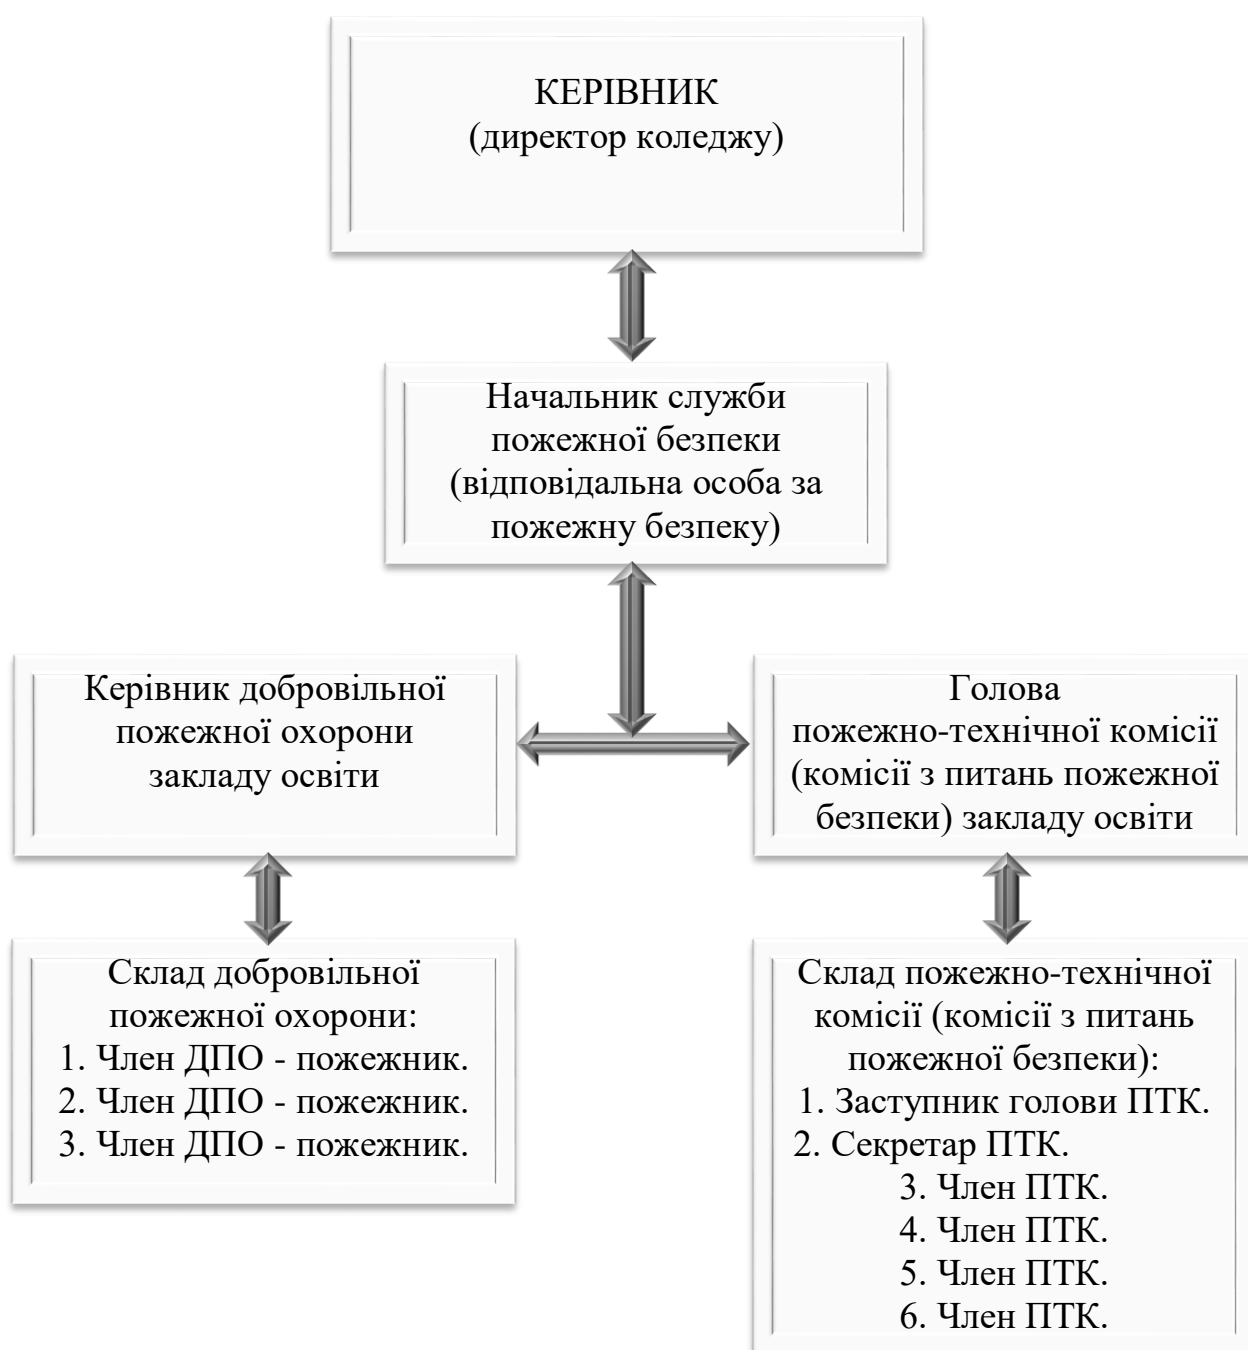 КЕРІВНИК
(директор коледжу)
Начальник служби
пожежної безпеки
(відповідальна особа за
пожежну безпеку)
Керівник добровільної
пожежної охорони
закладу освіти
Голова
пожежно-технічної комісії
(комісії з питань пожежної
безпеки) закладу освіти
Склад добровільної
пожежної охорони:
1. Член ДПО - пожежник.
2. Член ДПО - пожежник.
3. Член ДПО - пожежник.
Склад пожежно-технічної
комісії (комісії з питань
пожежної безпеки):
1. Заступник голови ПТК.
2. Секретар ПТК.
3. Член ПТК.
4. Член ПТК.
5. Член ПТК.
6. Член ПТК.